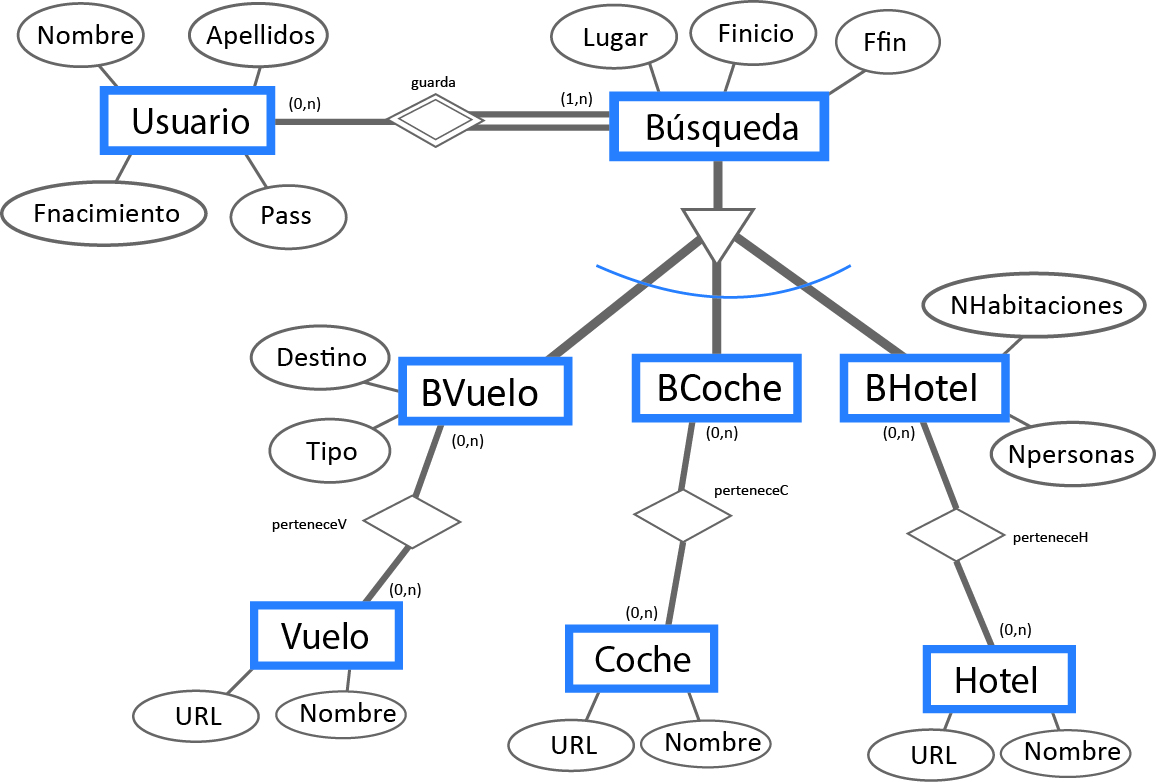 Nombre
Apellidos
Lugar
Finicio
Ffin
guarda
(0,n)
(1,n)
Usuario
Búsqueda
Fnacimiento
Pass
NHabitaciones
Destino
BVuelo
BCoche
BHotel
Tipo
(0,n)
(0,n)
(0,n)
Npersonas
perteneceC
perteneceV
perteneceH
(0,n)
(0,n)
(0,n)
Vuelo
Coche
Hotel
URL
Nombre
URL
Nombre
URL
Nombre